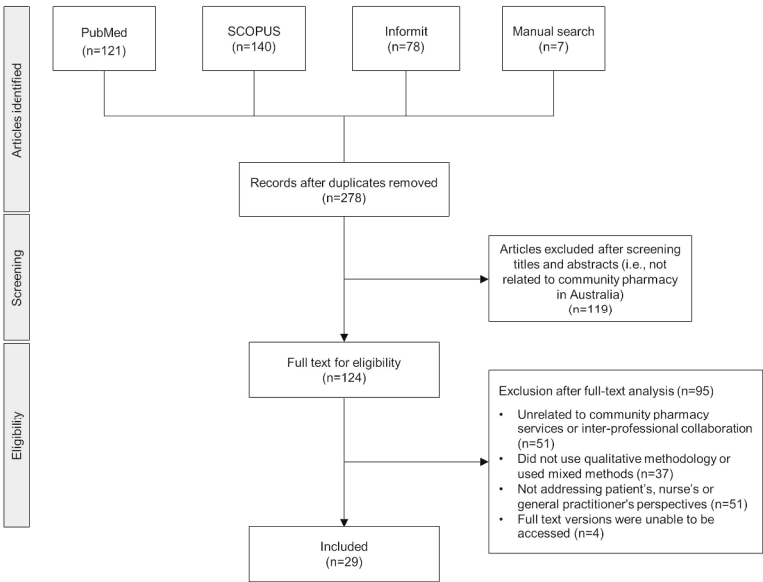 PubMed
(n=121)
SCOPUS
(n=140)
Informit
(n=78)
Manual search
(n=7)
Articles identified
Records after duplicates removed
(n=278)
Screening
Articles excluded after screening
titles and abstracts (i.e., not
related to community pharmacy
in Australia)
(n=119)
Full text for eligibility
(n=124)
Eligibility
Exclusion after full-text analysis (n=95)
• Unrelated to community pharmacy
services or inter-professional collaboration
(n=51)
• Did not use qualitative methodology or
used mixed methods (n=37)
• Not addressing patient's, nurse's or
general practitioner's perspectives (n=51)
• Full text versions were unable to be
accessed (n=4)
Included
(n=29)